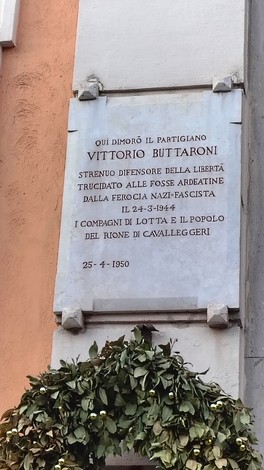 QUI DIMORÒ IL PARTIGIANO
VITTORIO BUTTARONI
STRENUO DIFENSORE DELLA LIBERTÀ
TRUCIDATO ALLE FOSSE ARDEATINE
DALLA FEROCIA NAZI-FASCISTA
IL 24-3-1944
I COMPAGNI DI LOTTA E IL POPOLO
DEL RIONE DI CAVALLEGGERI
25-4-1950